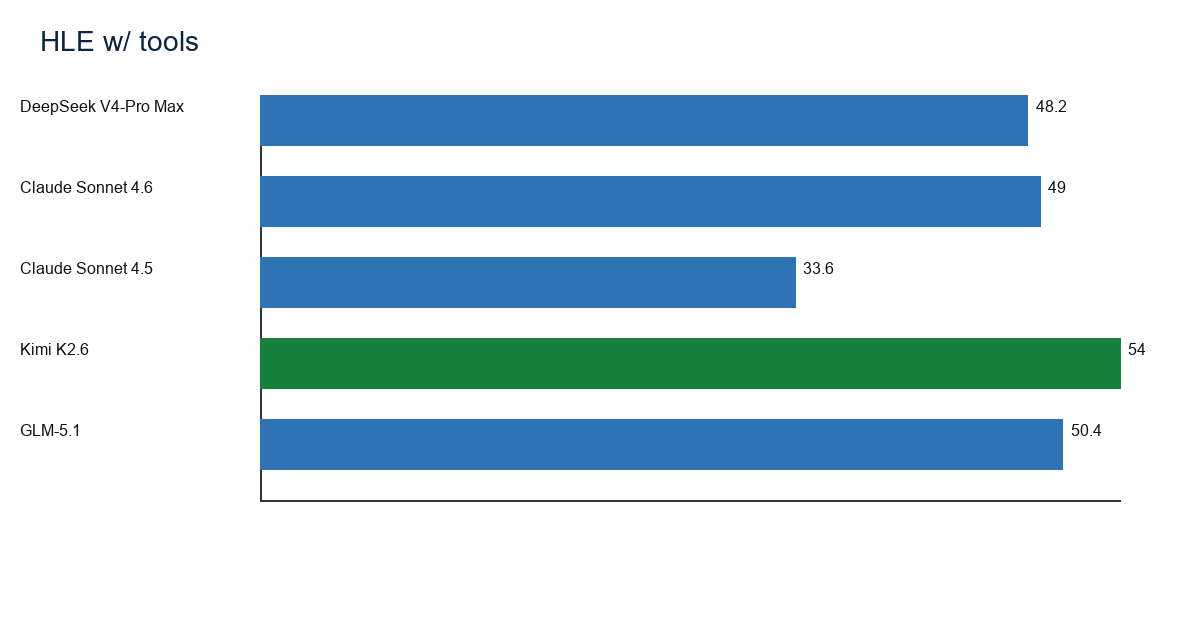 HLE w/ tools
DeepSeek V4-Pro Max 48.2
Claude Sonnet 4.6 49
Claude Sonnet 4.5 33.6
Kimi K2.6 54
GLM-5.1 50.4